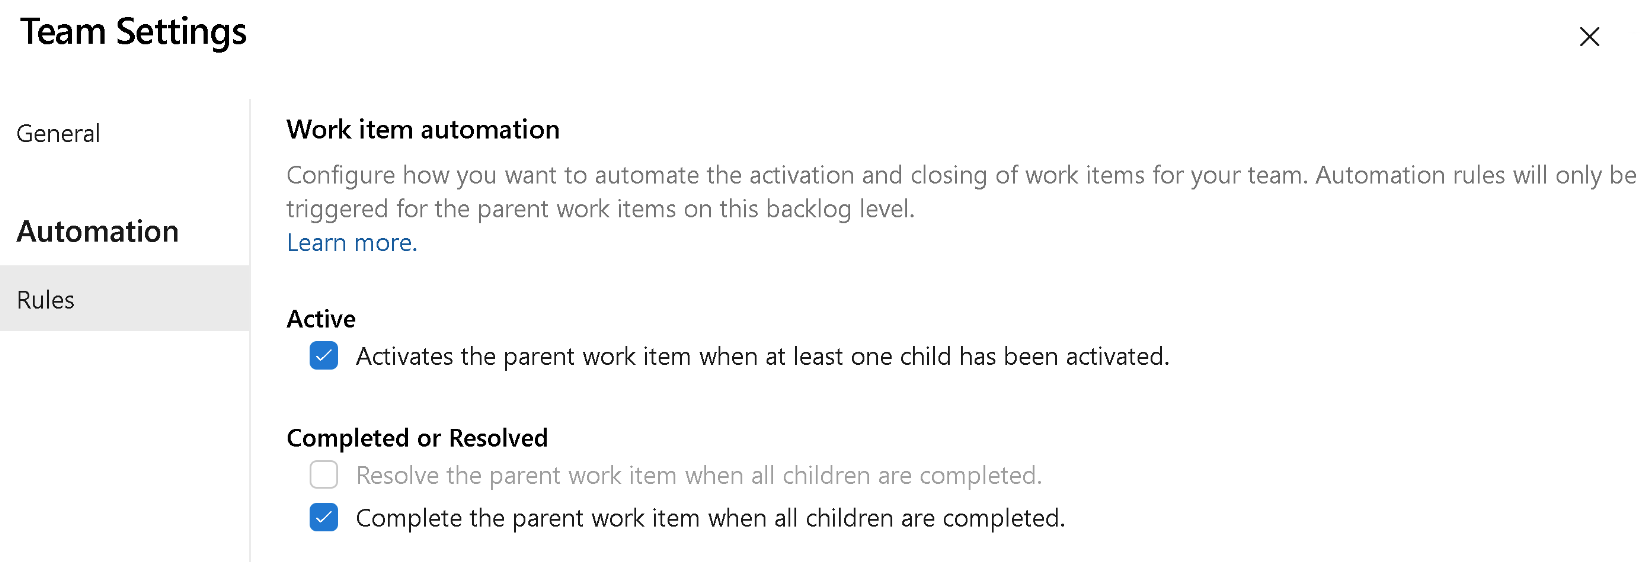 Team Settings
General
Automation
Rules
Work item automation
Configure how you want to automate the activation and closing of work items for your team. Automation rules will only be
triggered for the parent work items on this backlog level.
Learn more.
Active
Activates the parent work item when at least one child has been activated.
Completed or Resolved
Resolve the parent work item when all children are completed.
Complete the parent work item when all children are completed.